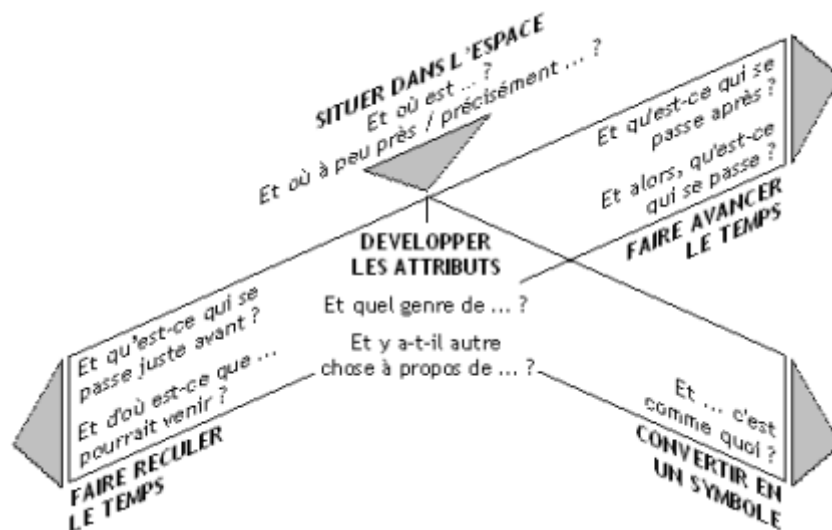 SITUER DANS L'ESPACE
Et où est ... ?
Et où à peu près / précisément ... ?
Et qu'est-ce qui se
passe après ?
Et alors, qu'est-ce
qui se passe ?
FAIRE AVANCER
LE TEMPS
DEVELOPPER
LES ATTRIBUTS
Et quel genre de ... ?
Et y a-t-il autre
chose à propos de ... ?
Et qu'est-ce qui se
passe juste avant ?
Et d'où est-ce que ...
pourrait venir ?
FAIRE RECULER
LE TEMPS
Et ... c'est
comme quoi ?
CONVERTIR EN
UN SYMBOLE